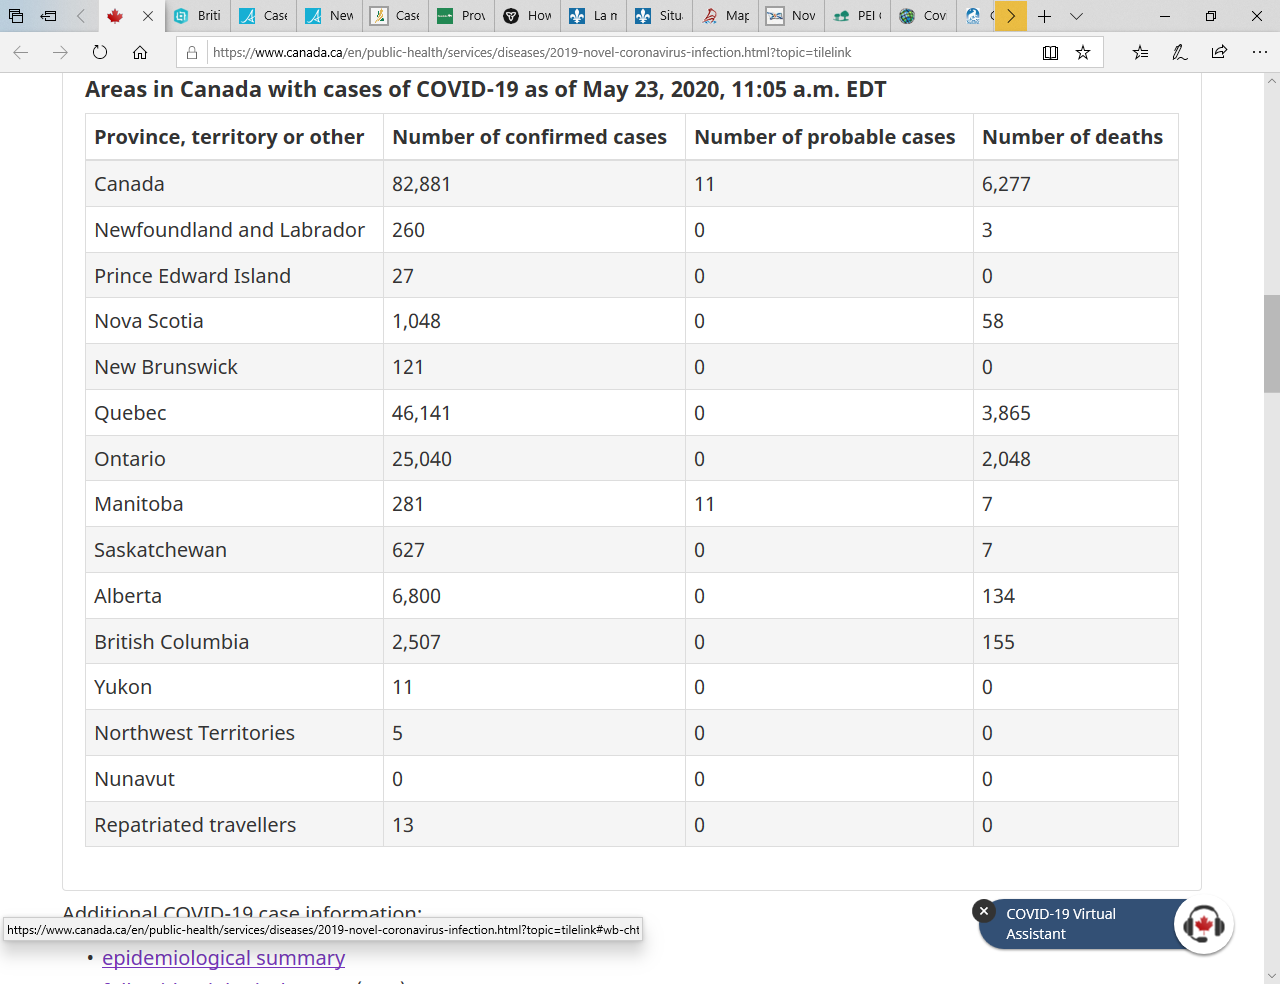 Briti
Case
New
Case
Prov
How
La n
Situ
Map
Nov
PEI
Cov
https://www.canada.ca/en/public-health/services/diseases/2019-novel-coronavirus-infection.html?topic=tilelink
Areas in Canada with cases of COVID-19 as of May 23, 2020, 11:05 a.m. EDT
Province, territory or other Number of confirmed cases Number of probable cases Number of deaths
Canada 82,881 11 6,277
Newfoundland and Labrador 260 0 3
Prince Edward Island 27 0 0
Nova Scotia 1,048 0 58
New Brunswick 121 0 0
Quebec 46,141 0 3,865
Ontario 25,040 0 2,048
Manitoba 281 11 7
Saskatchewan 627 0 7
Alberta 6,800 0 134
British Columbia 2,507 0 155
Yukon 11 0 0
Northwest Territories 5 0 0
Nunavut 0 0 0
Repatriated travellers 13 0 0
Additional COVID-19 case information:
https://www.canada.ca/en/public-health/services/diseases/2019-novel-coronavirus-infection.html?topic=tilelink#wb-cht
• epidemiological summary
COVID-19 Virtual
Assistant